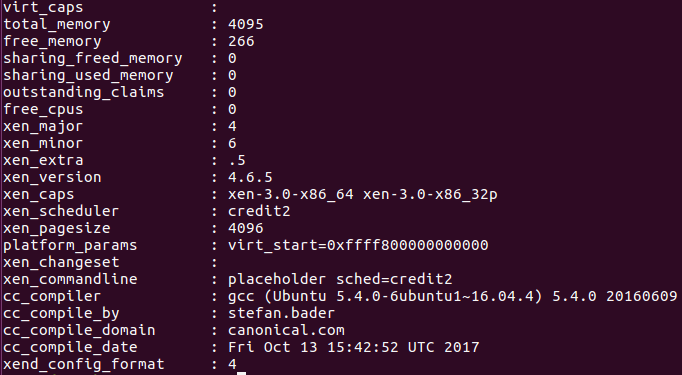 virt_caps              :
total_memory           : 4095
free_memory            : 266
sharing_freed_memory   : 0
sharing_used_memory    : 0
outstanding_claims     : 0
free_cpus              : 0
xen_major              : 4
xen_minor              : 6
xen_extra              : .5
xen_version            : 4.6.5
xen_caps               : xen-3.0-x86_64 xen-3.0-x86_32p
xen_scheduler          : credit2
xen_pagesize           : 4096
platform_params        : virt_start=0xffff800000000000
xen_changeset          :
xen_commandline        : placeholder sched=credit2
cc_compiler            : gcc (Ubuntu 5.4.0-6ubuntu1~16.04.4) 5.4.0 20160609
cc_compile_by          : stefan.bader
cc_compile_domain      : canonical.com
cc_compile_date        : Fri Oct 13 15:42:52 UTC 2017
xend_config_format     : 4